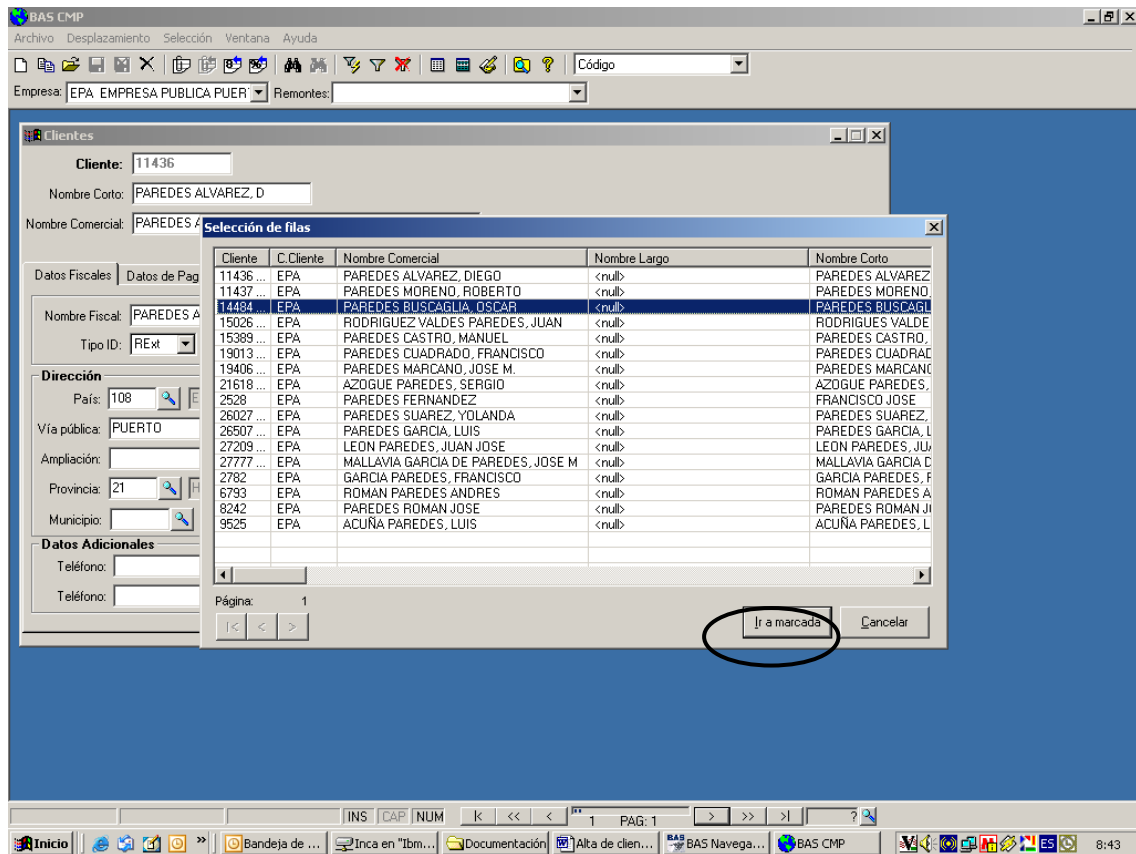 BAS CMP
Archivo Desplazamiento Selección Ventana Ayuda
Código
Empresa: EPA EMPRESA PUBLICA PUER Remontes:
Clientes
Cliente: 11436
Nombre Corto: PAREDES ALVAREZ, D
Nombre Comercial: PAREDES A
Selección de filas
Cliente C.Cliente Nombre Comercial Nombre Largo Nombre Corto
11436 ... EPA PAREDES ALVAREZ, DIEGO <null> PAREDES ALVAREZ
11437 ... EPA PAREDES MORENO, ROBERTO <null> PAREDES MORENO,
14484 ... EPA PAREDES BUSCAGLIA, OSCAR <null> PAREDES BUSCAGL
15026 ... EPA RODRIGUEZ VALDES PAREDES, JUAN <null> RODRIGUES VALDE
15389 ... EPA PAREDES CASTRO, MANUEL <null> PAREDES CASTRO,
19013 ... EPA PAREDES CUADRADO, FRANCISCO <null> PAREDES CUADRAD
19406 ... EPA PAREDES MARCANO, JOSE M. <null> PAREDES MARCANO
21618 ... EPA AZOGUE PAREDES, SERGIO <null> AZOGUE PAREDES,
2528 EPA PAREDES FERNANDEZ <null> FRANCISCO JOSE
26027 ... EPA PAREDES SUAREZ, YOLANDA <null> PAREDES SUAREZ,
26507 ... EPA PAREDES GARCIA, LUIS <null> PAREDES GARCIA, L
27209 ... EPA LEON PAREDES, JUAN JOSE <null> LEON PAREDES, JU
27777 ... EPA MALLAVIA GARCIA DE PAREDES, JOSE M <null> MALLAVIA GARCIA D
2782 EPA GARCIA PAREDES, FRANCISCO <null> GARCIA PAREDES, F
6793 EPA ROMAN PAREDES ANDRES <null> ROMAN PAREDES A
8242 EPA PAREDES ROMAN JOSE <null> PAREDES ROMAN J
9525 EPA ACUÑA PAREDES, LUIS <null> ACUÑA PAREDES, L
Datos Fiscales Datos de Pag
Nombre Fiscal: PAREDES A
Tipo ID: RExt
Dirección
País: 108 E
Vía pública: PUERTO
Ampliación:
Provincia: 21 H
Municipio:
Datos Adicionales
Teléfono:
Teléfono:
Página: 1
|< < >
Ir a marcada Cancelar
INS CAP NUM |< << < 1 PAG: 1 > >> >| ?
Inicio » Bandeja de ... Inca en "Ibm... Documentación Alta de clien... BAS Navega... BAS CMP ES 8:43